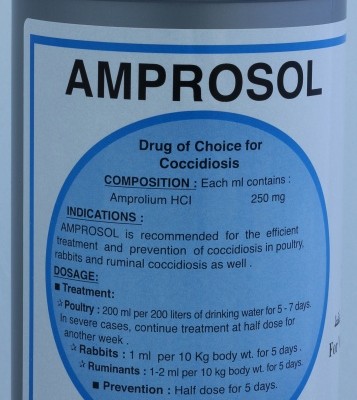 AMPROSOL
Drug of Choice for
Coccidiosis
COMPOSITION : Each ml contains :
Amprolium HCl 250 mg
INDICATIONS :
AMPROSOL is recommended for the efficient
treatment and prevention of coccidiosis in poultry,
rabbits and ruminal coccidiosis as well .
DOSAGE:
■ Treatment:
☆ Poultry : 200 ml per 200 liters of drinking water for 5 - 7 days.
In severe cases, continue treatment at half dose for
another week .
☆ Rabbits : 1 ml per 10 Kg body wt. for 5 days .
☆ Ruminants : 1-2 ml per 10 kg body wt. for 5 days.
■ Prevention : Half dose for 5 days.